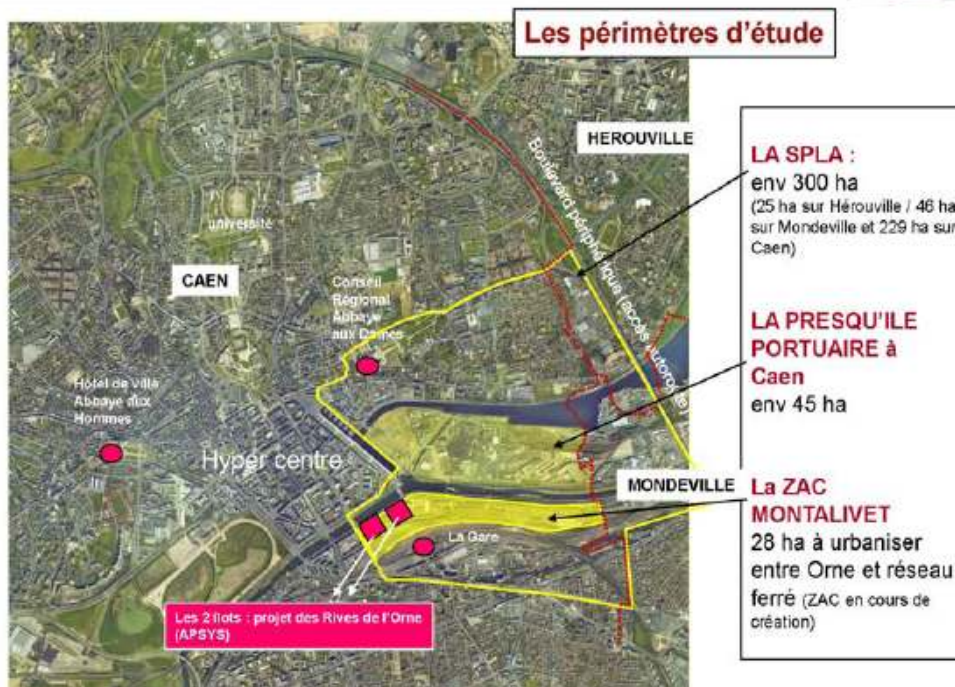 Les périmètres d'étude
HEROUVILLE
Boulevard périphérique (accès autoroute)
université
CAEN
Conseil
Régional
Abbaye
aux Dames
Hôtel de ville
Abbaye aux
Hommes
Hyper centre
MONDEVILLE
La Gare
Les 2 îlots : projet des Rives de l'Orne
(APSYS)
LA SPLA :
env 300 ha
(25 ha sur Hérouville / 46 ha
sur Mondeville et 229 ha sur
Caen)
LA PRESQU'ILE
PORTUAIRE à
Caen
env 45 ha
La ZAC
MONTALIVET
28 ha à urbaniser
entre Orne et réseau
ferré (ZAC en cours de
création)